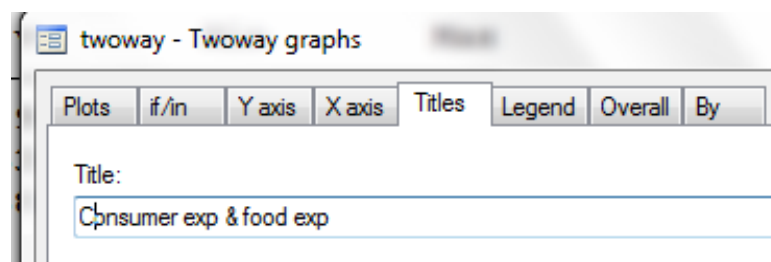 twoway - Twoway graphs
Plots if/in Y axis X axis Titles Legend Overall By
Title:
Consumer exp & food exp